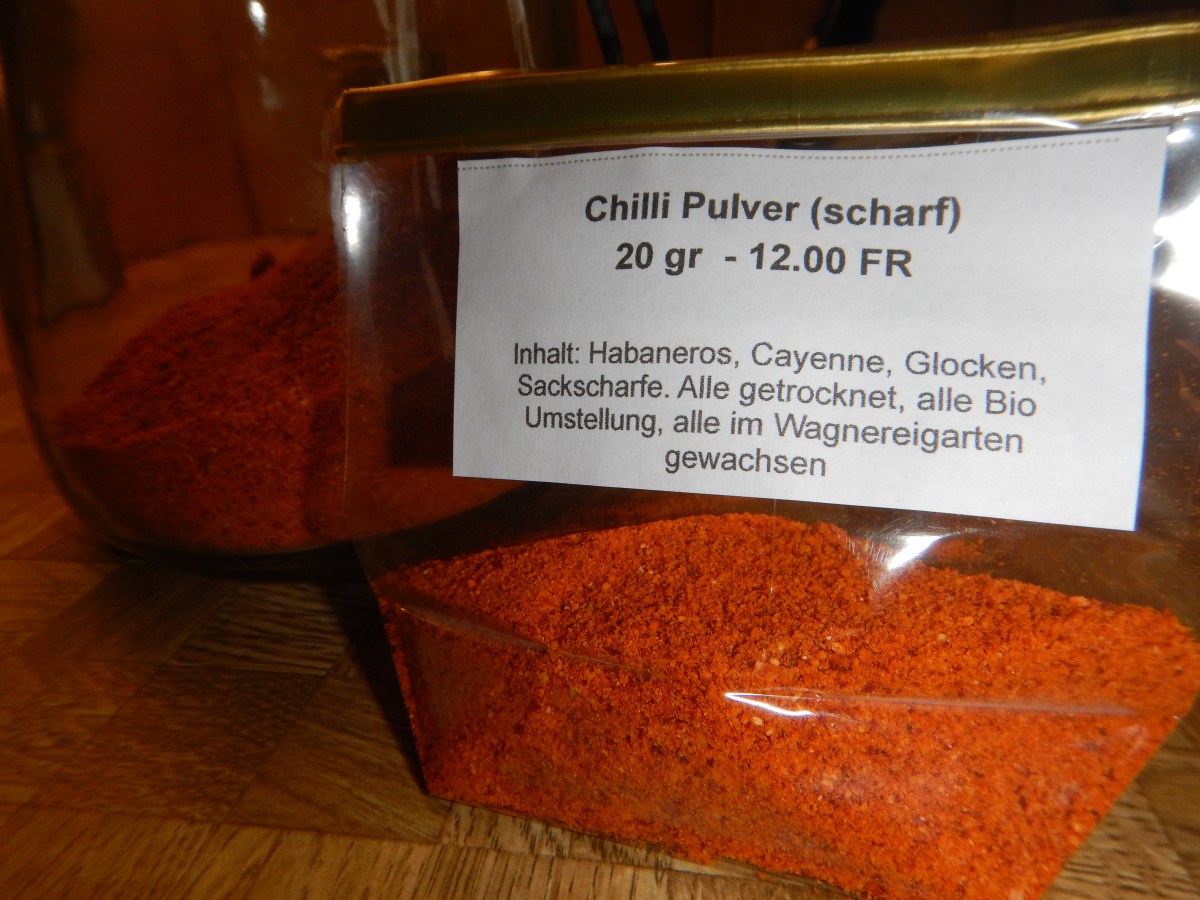 Chilli Pulver (scharf)
20 gr - 12.00 FR
Inhalt: Habaneros, Cayenne, Glocken,
Sackscharfe. Alle getrocknet, alle Bio
Umstellung, alle im Wagnereigarten
gewachsen